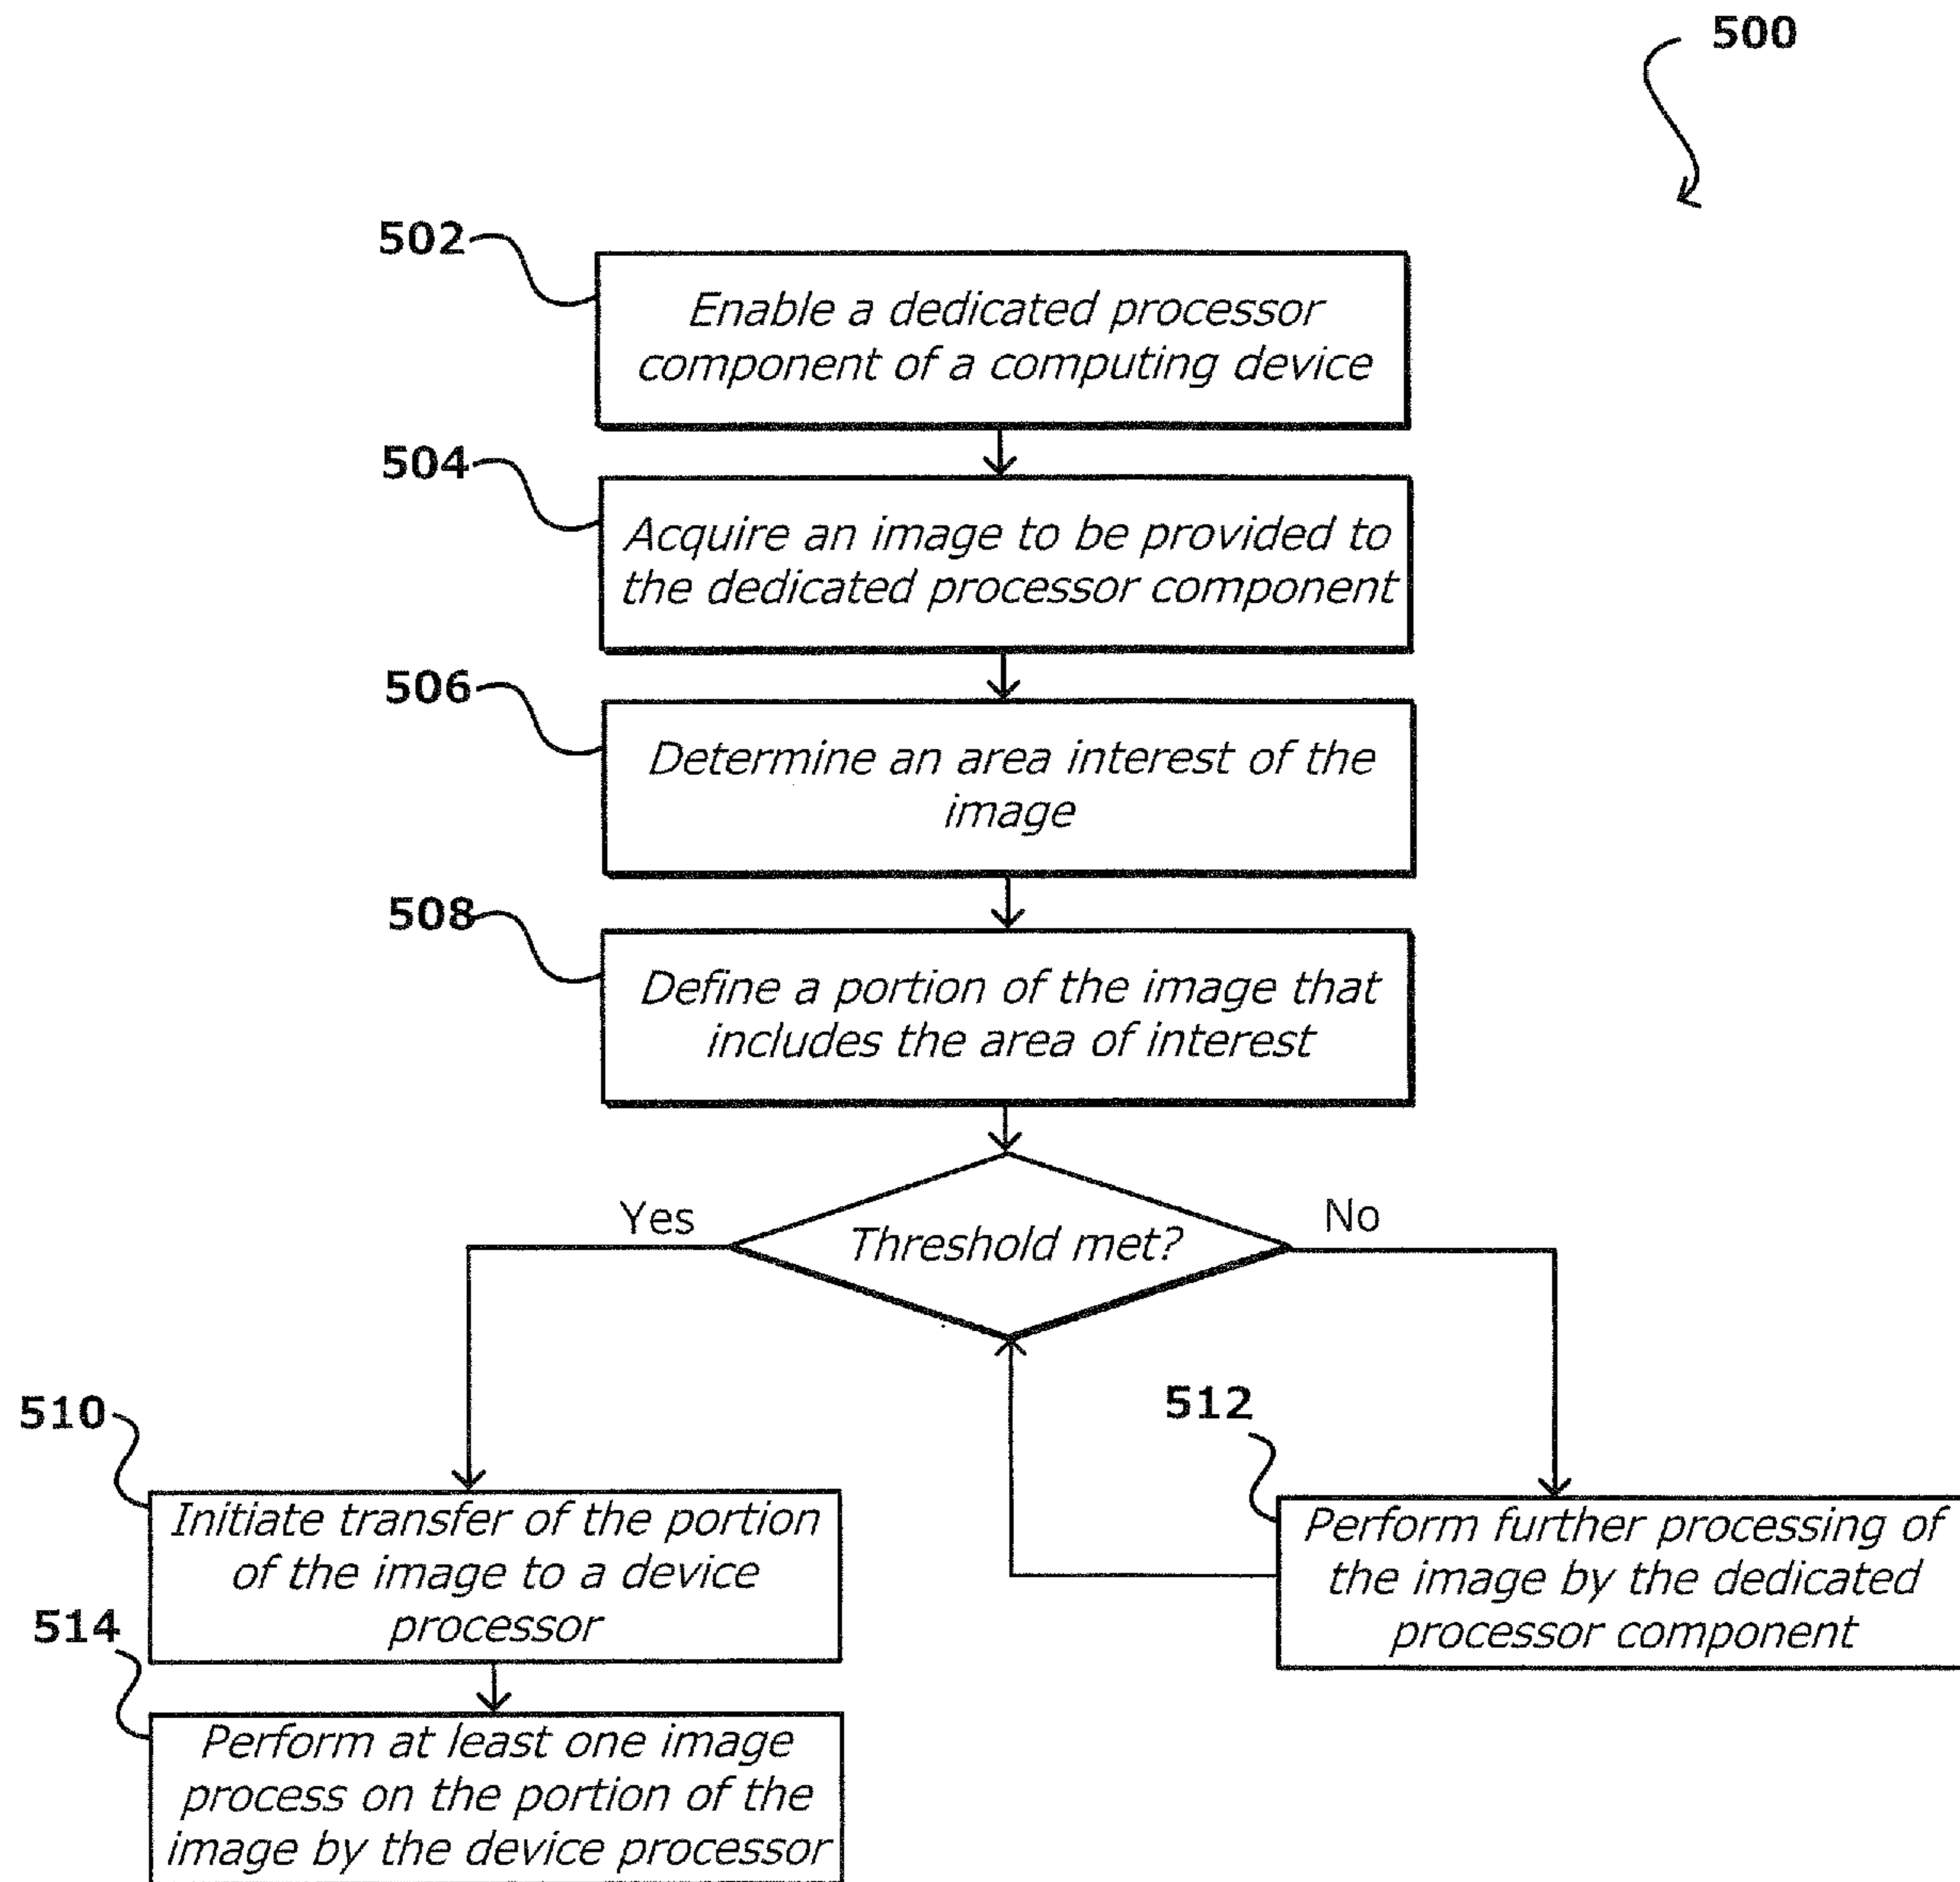 500
502
Enable a dedicated processor
component of a computing device
504
Acquire an image to be provided to
the dedicated processor component
506
Determine an area interest of the
image
508
Define a portion of the image that
includes the area of interest
Threshold met?
Yes
No
510
Initiate transfer of the portion
of the image to a device
processor
512
Perform further processing of
the image by the dedicated
processor component
514
Perform at least one image
process on the portion of the
image by the device processor